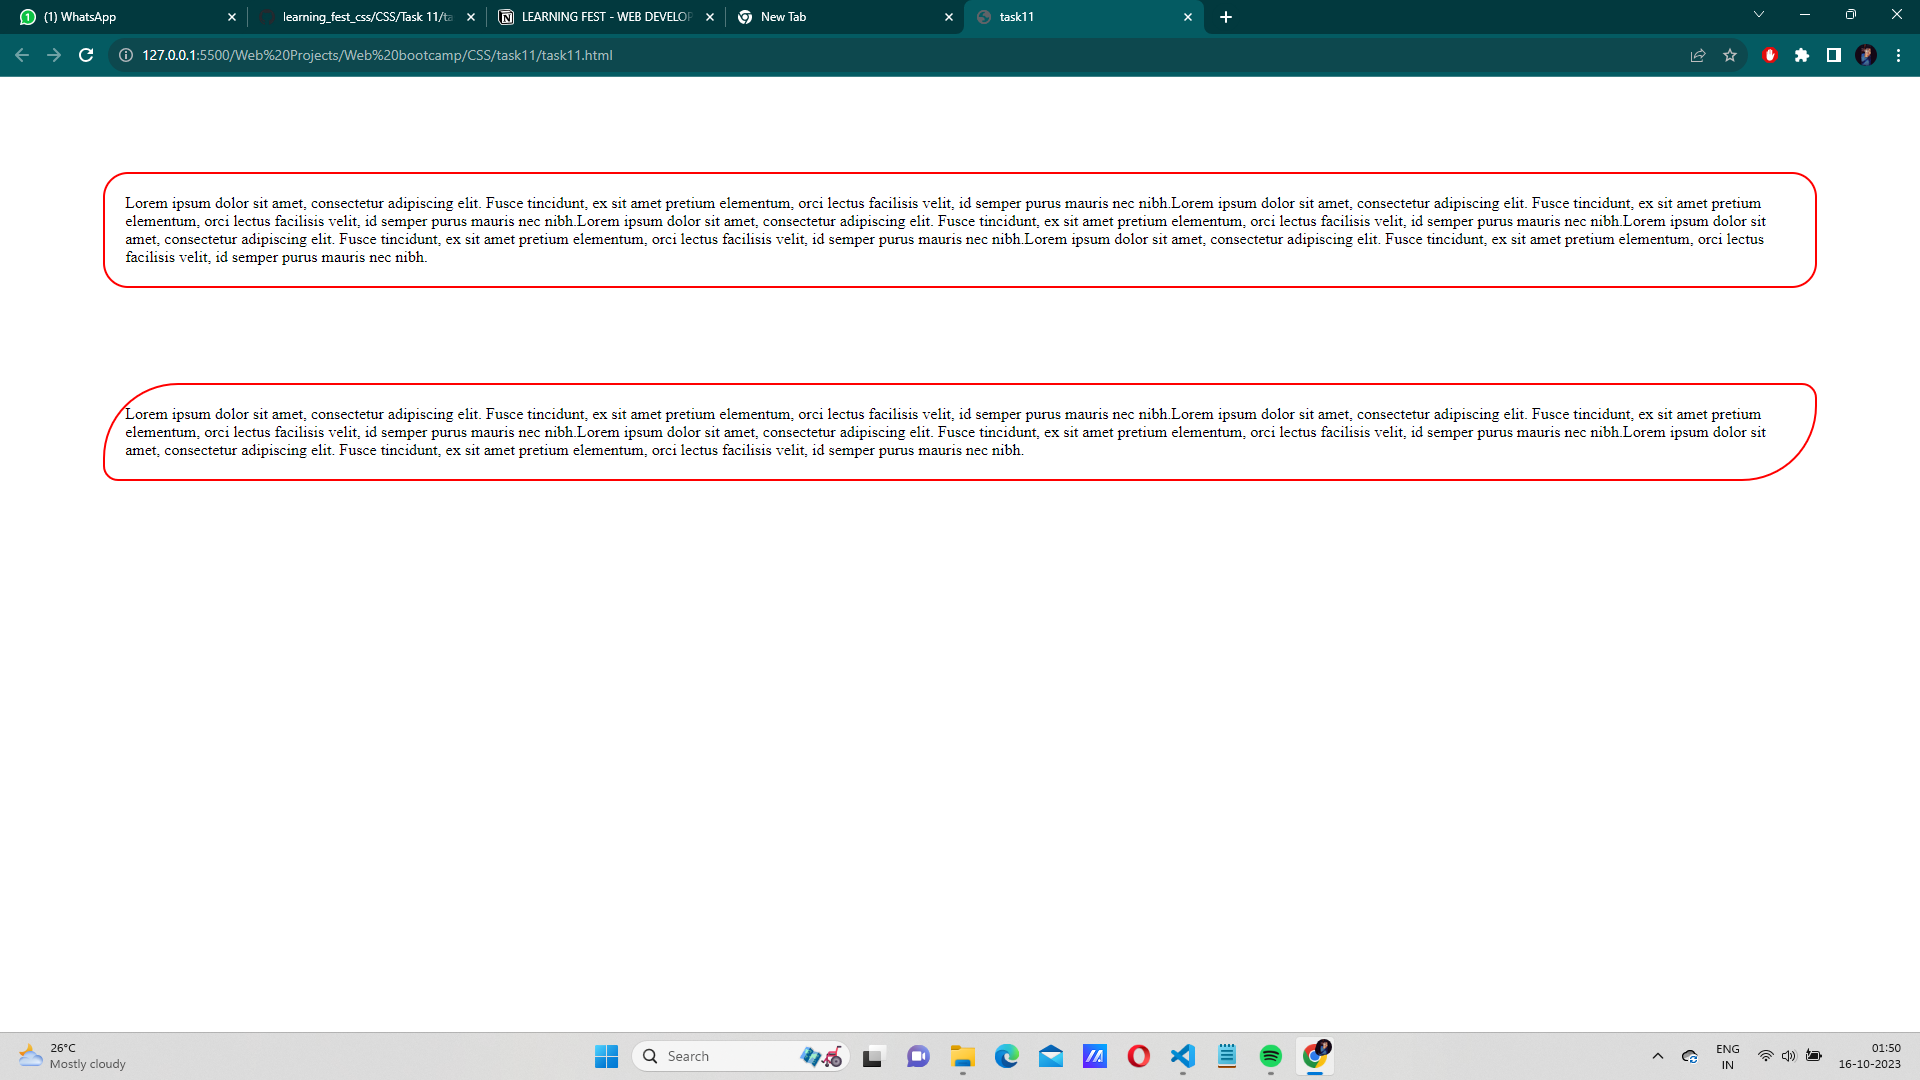 (1) WhatsApp
learning_fest_css/CSS/Task 11/ta
LEARNING FEST - WEB DEVELOP
New Tab
task11
127.0.0.1:5500/Web%20Projects/Web%20bootcamp/CSS/task11/task11.html
Lorem ipsum dolor sit amet, consectetur adipiscing elit. Fusce tincidunt, ex sit amet pretium elementum, orci lectus facilisis velit, id semper purus mauris nec nibh.Lorem ipsum dolor sit amet, consectetur adipiscing elit. Fusce tincidunt, ex sit amet pretium
elementum, orci lectus facilisis velit, id semper purus mauris nec nibh.Lorem ipsum dolor sit amet, consectetur adipiscing elit. Fusce tincidunt, ex sit amet pretium elementum, orci lectus facilisis velit, id semper purus mauris nec nibh.Lorem ipsum dolor sit
amet, consectetur adipiscing elit. Fusce tincidunt, ex sit amet pretium elementum, orci lectus facilisis velit, id semper purus mauris nec nibh.Lorem ipsum dolor sit amet, consectetur adipiscing elit. Fusce tincidunt, ex sit amet pretium elementum, orci lectus
facilisis velit, id semper purus mauris nec nibh.
Lorem ipsum dolor sit amet, consectetur adipiscing elit. Fusce tincidunt, ex sit amet pretium elementum, orci lectus facilisis velit, id semper purus mauris nec nibh.Lorem ipsum dolor sit amet, consectetur adipiscing elit. Fusce tincidunt, ex sit amet pretium
elementum, orci lectus facilisis velit, id semper purus mauris nec nibh.Lorem ipsum dolor sit amet, consectetur adipiscing elit. Fusce tincidunt, ex sit amet pretium elementum, orci lectus facilisis velit, id semper purus mauris nec nibh.Lorem ipsum dolor sit
amet, consectetur adipiscing elit. Fusce tincidunt, ex sit amet pretium elementum, orci lectus facilisis velit, id semper purus mauris nec nibh.
26°C
Mostly cloudy
Search
ENG
IN
01:50
16-10-2023